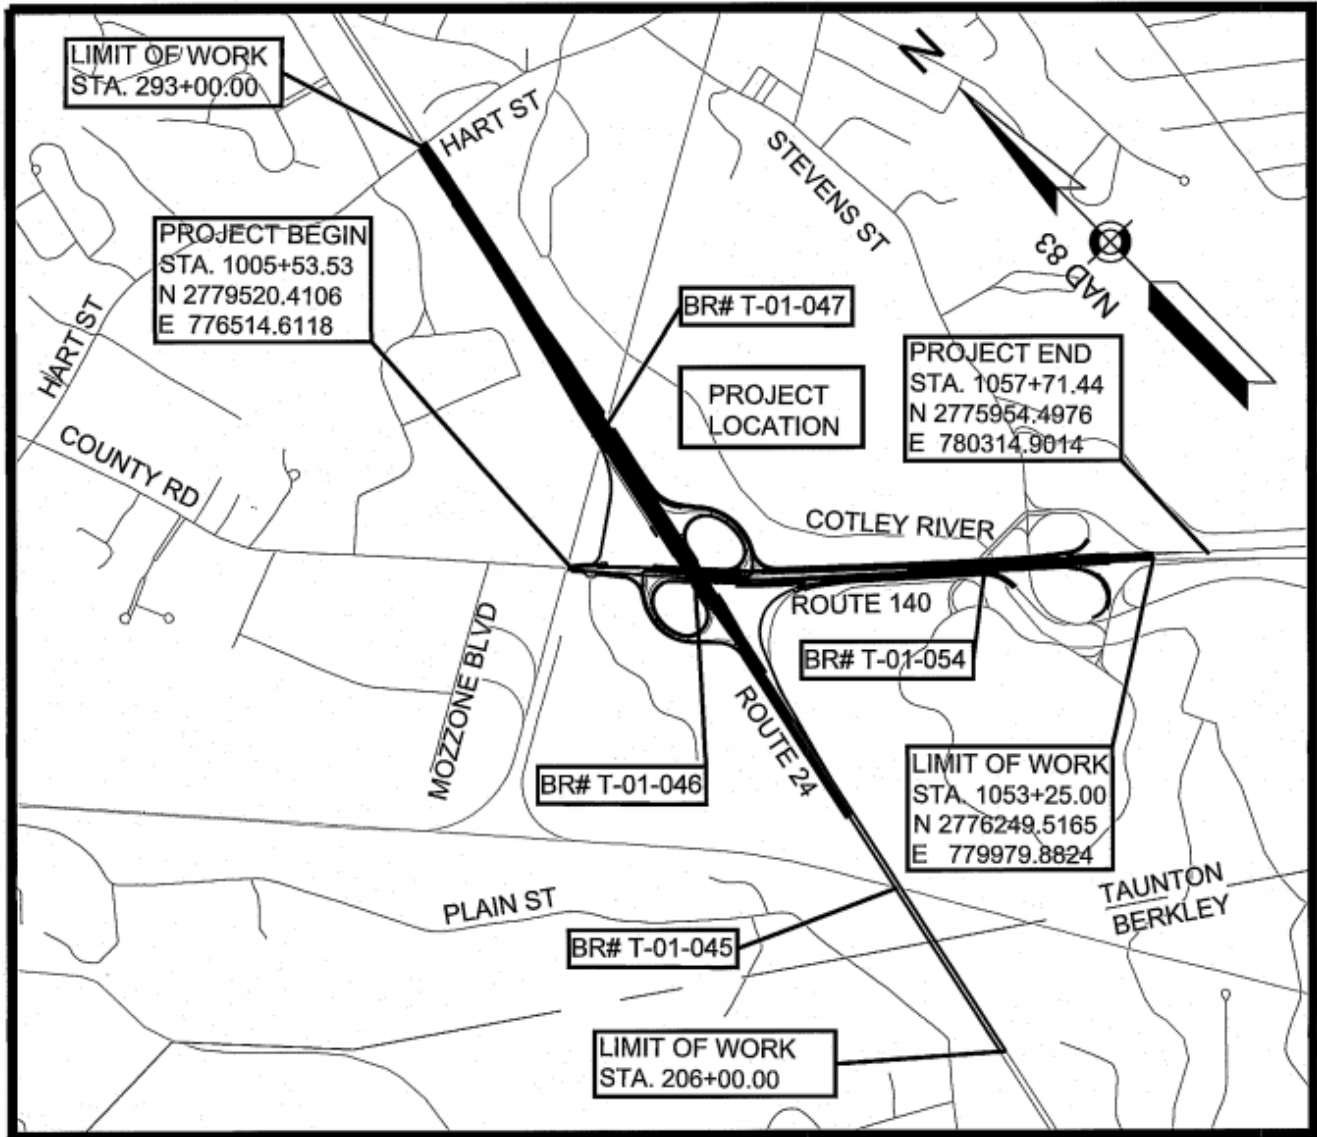 LIMIT OF WORK
STA. 293+00.00
HART ST
N
STEVENS ST
NAD 83
PROJECT BEGIN
STA. 1005+53.53
N 2779520.4106
E 776514.6118
BR# T-01-047
HART ST
PROJECT
LOCATION
PROJECT END
STA. 1057+71.44
N 2775954.4976
E 780314.9014
COUNTY RD
COTLEY RIVER
ROUTE 140
BR# T-01-054
MOZZONE BLVD
ROUTE 24
BR# T-01-046
LIMIT OF WORK
STA. 1053+25.00
N 2776249.5165
E 779979.8824
TAUNTON
BERKLEY
PLAIN ST
BR# T-01-045
LIMIT OF WORK
STA. 206+00.00